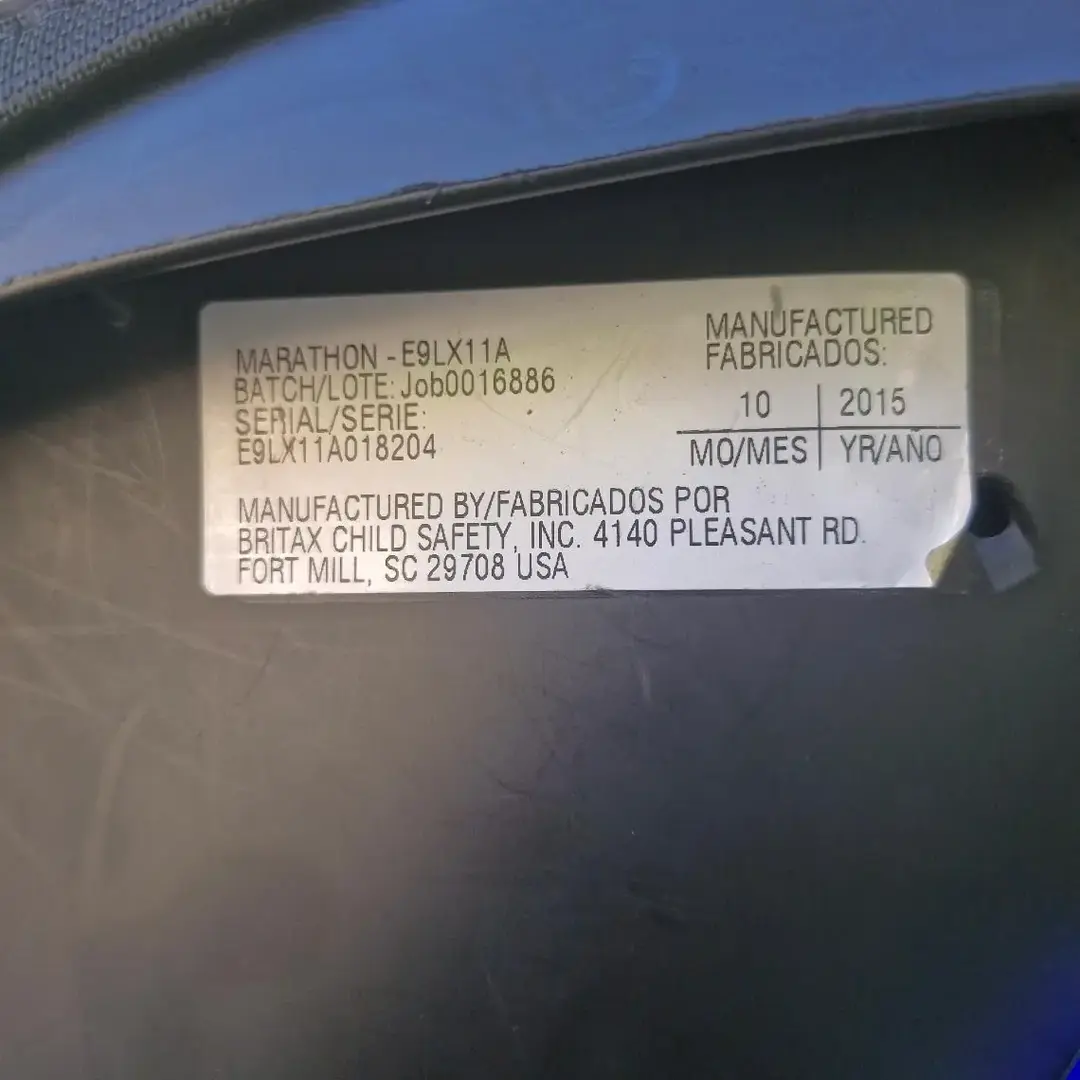 MARATHON - E9LX11A
BATCH/LOTE: Job0016886
SERIAL/SERIE:
E9LX11A018204
MANUFACTURED
FABRICADOS:
10 2015
MO/MES YR/AÑO
MANUFACTURED BY/FABRICADOS POR
BRITAX CHILD SAFETY, INC. 4140 PLEASANT RD.
FORT MILL, SC 29708 USA